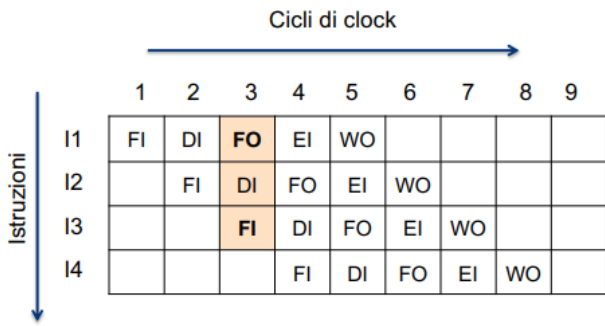 Cicli di clock
1 2 3 4 5 6 7 8 9
Istruzioni
I1 FI DI FO EI WO
I2 FI DI FO EI WO
I3 FI DI FO EI WO
I4 FI DI FO EI WO